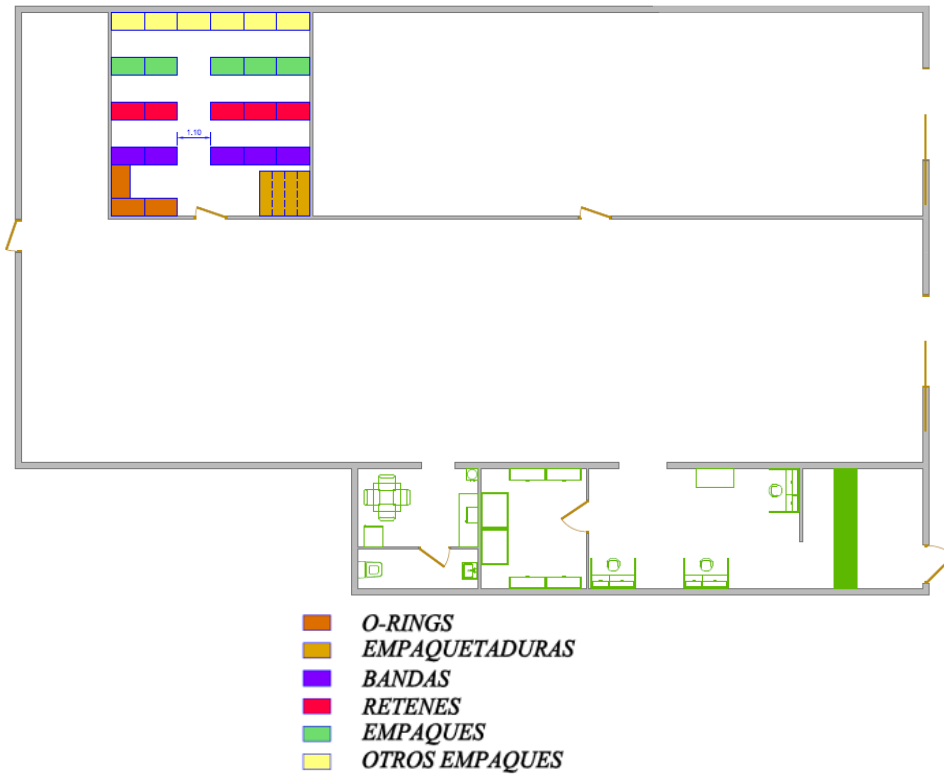 1.10
O-RINGS
EMPAQUETADURAS
BANDAS
RETENES
EMPAQUES
OTROS EMPAQUES